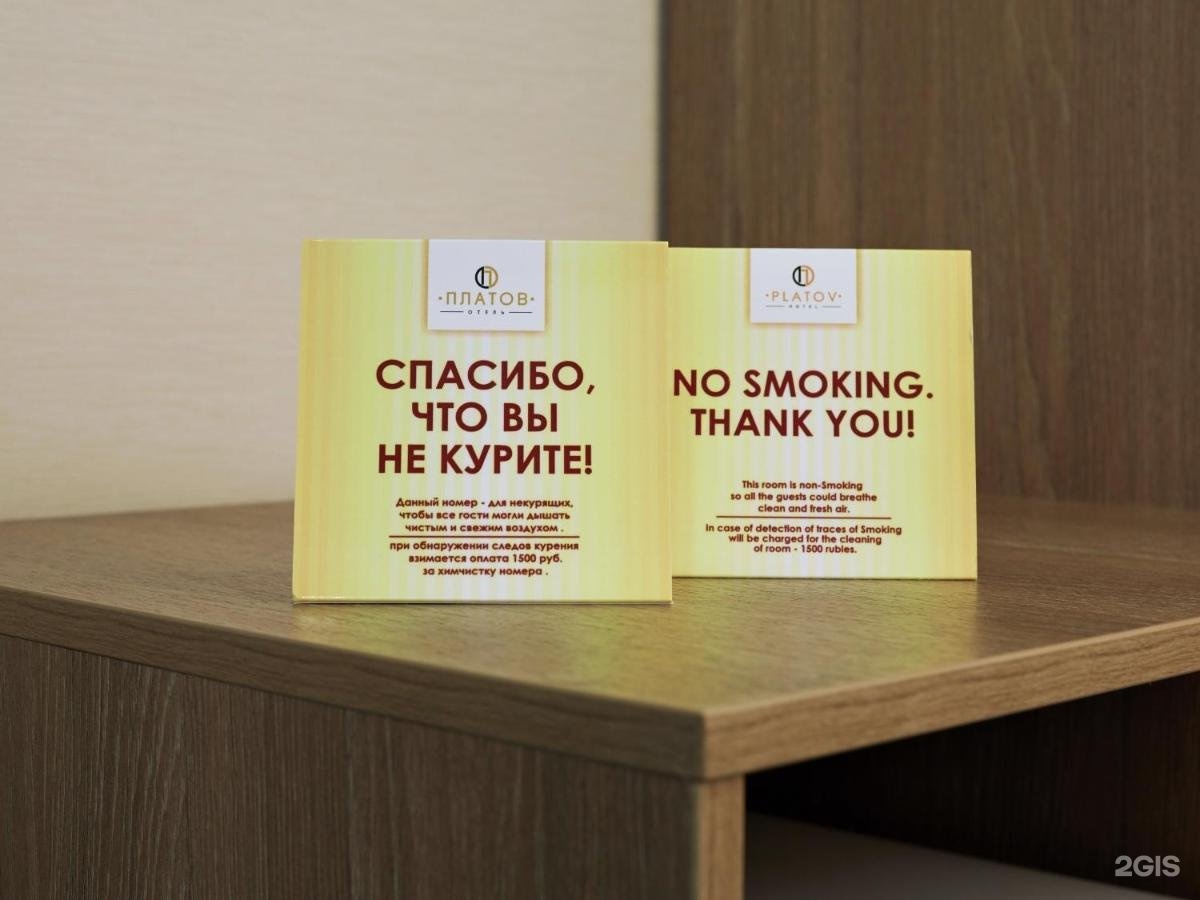 ·ПЛАТОВ·
ОТЕЛЬ
СПАСИБО,
ЧТО ВЫ
НЕ КУРИТЕ!
Данный номер - для некурящих,
чтобы все гости могли дышать
чистым и свежим воздухом .
при обнаружении следов курения
взимается оплата 1500 руб.
за химчистку номера .
·PLATOV·
HOTEL
NO SMOKING.
THANK YOU!
This room is non-Smoking
so all the guests could breathe
clean and fresh air.
In case of detection of traces of Smoking
will be charged for the cleaning
of room - 1500 rubles.
2GIS